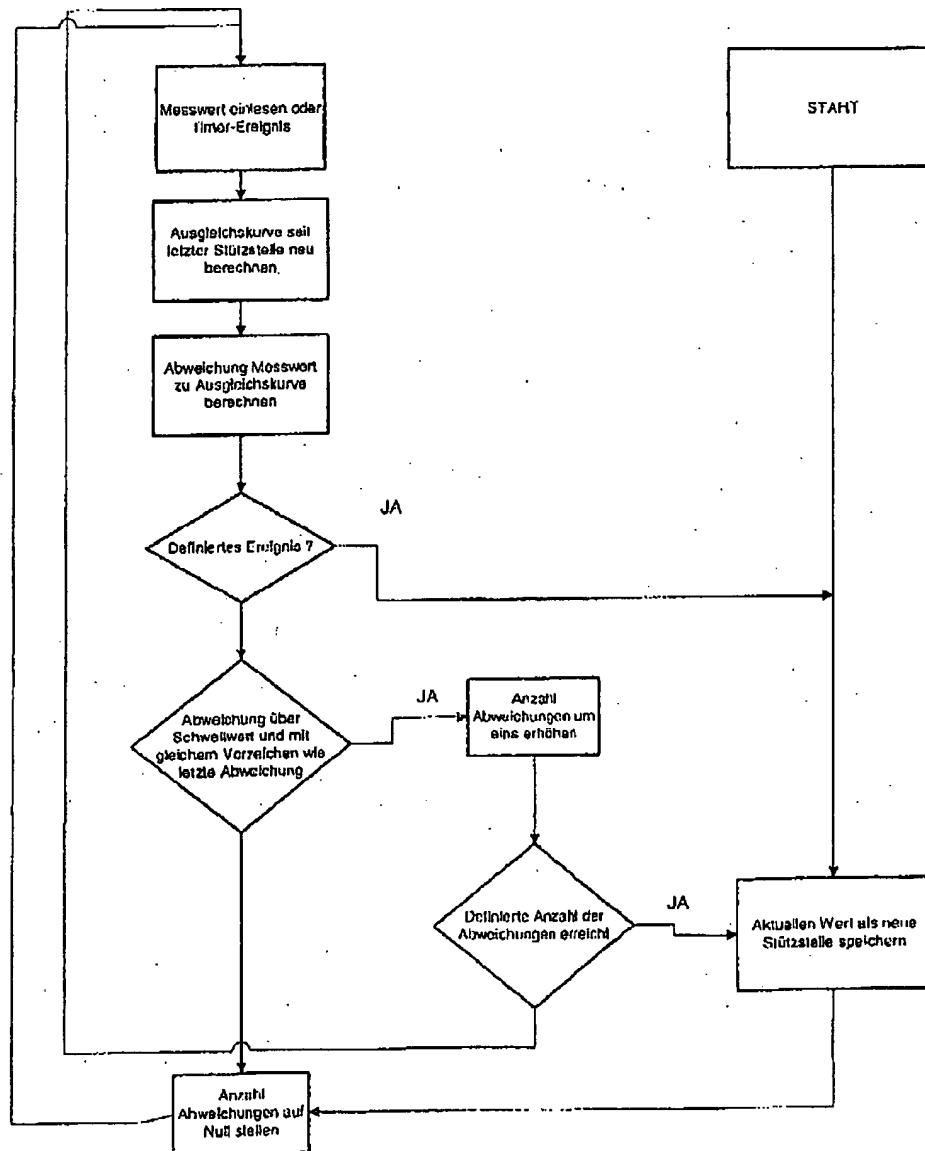 Messwert einlesen oder
Timer-Ereignis
START
Ausgleichskurve seit
letzter Stützstelle neu
berechnen.
Abweichung Messwert
zu Ausgleichskurve
berechnen
JA
Definiertes Ereignis ?
Abweichung über
Schwellwert und mit
gleichem Vorzeichen wie
letzte Abweichung
JA
Anzahl
Abweichungen um
eins erhöhen
Definierte Anzahl der
Abweichungen erreicht
JA
Aktuellen Wert als neue
Stützstelle speichern
Anzahl
Abweichungen auf
Null stellen